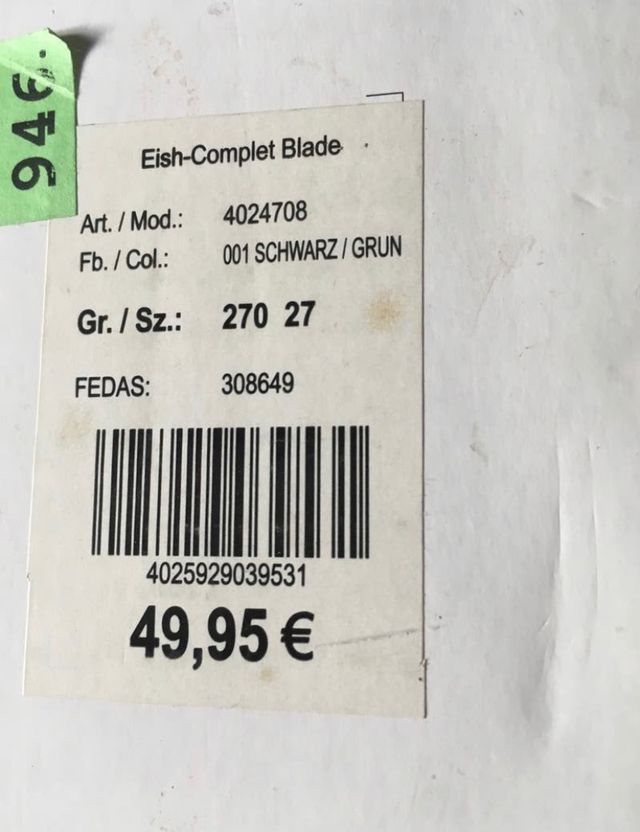 946.
Eish-Complet Blade
Art. / Mod.: 4024708
Fb. / Col.: 001 SCHWARZ / GRUN
Gr. / Sz.: 270 27
FEDAS: 308649
4025929039531
49,95 €